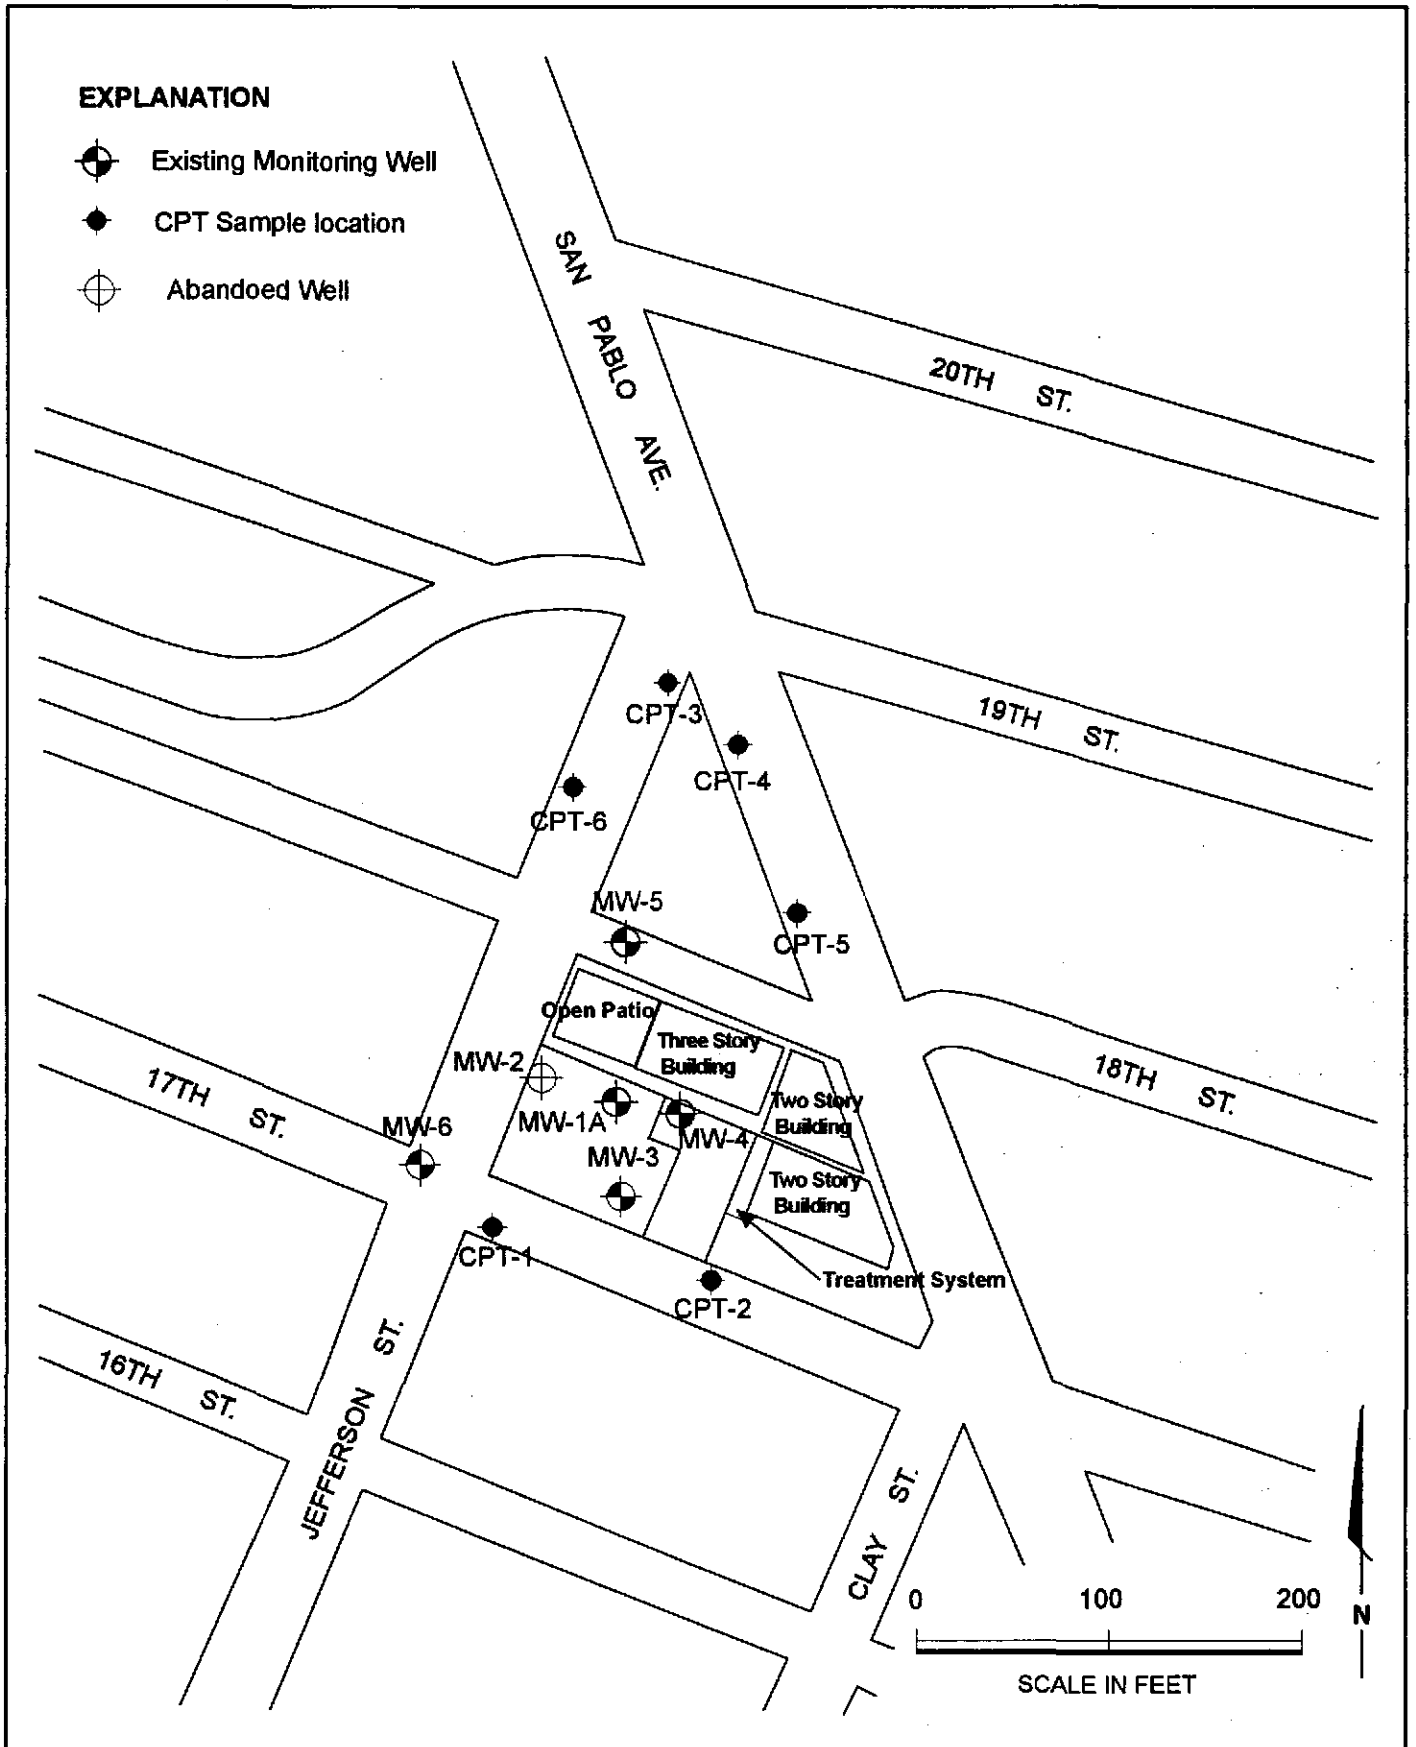 EXPLANATION
Existing Monitoring Well
CPT Sample location
Abandoed Well
SAN PABLO AVE.
20TH ST.
19TH ST.
CPT-3
CPT-4
CPT-6
MW-5
CPT-5
Open Patio
Three Story
Building
MW-2
MW-1A
MW-4
Two Story
Building
18TH ST.
17TH ST.
MW-6
MW-3
Two Story
Building
CPT-1
Treatment System
CPT-2
16TH ST.
JEFFERSON ST.
CLAY ST.
0 100 200
SCALE IN FEET
N